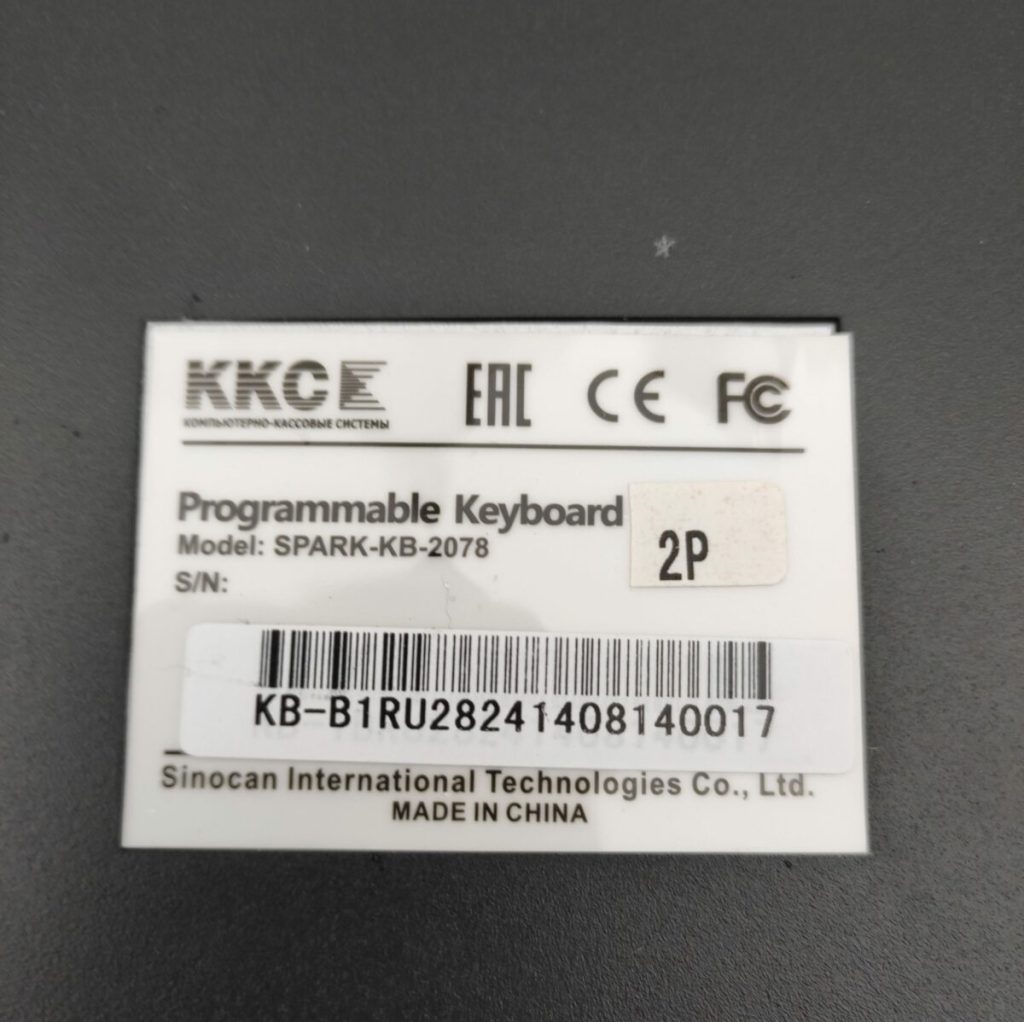 ККС EAC CE FC
КОМПЬЮТЕРНО-КАССОВЫЕ СИСТЕМЫ
Programmable Keyboard
Model: SPARK-KB-2078
2P
S/N:
KB-B1RU28241408140017
Sinocan International Technologies Co., Ltd.
MADE IN CHINA